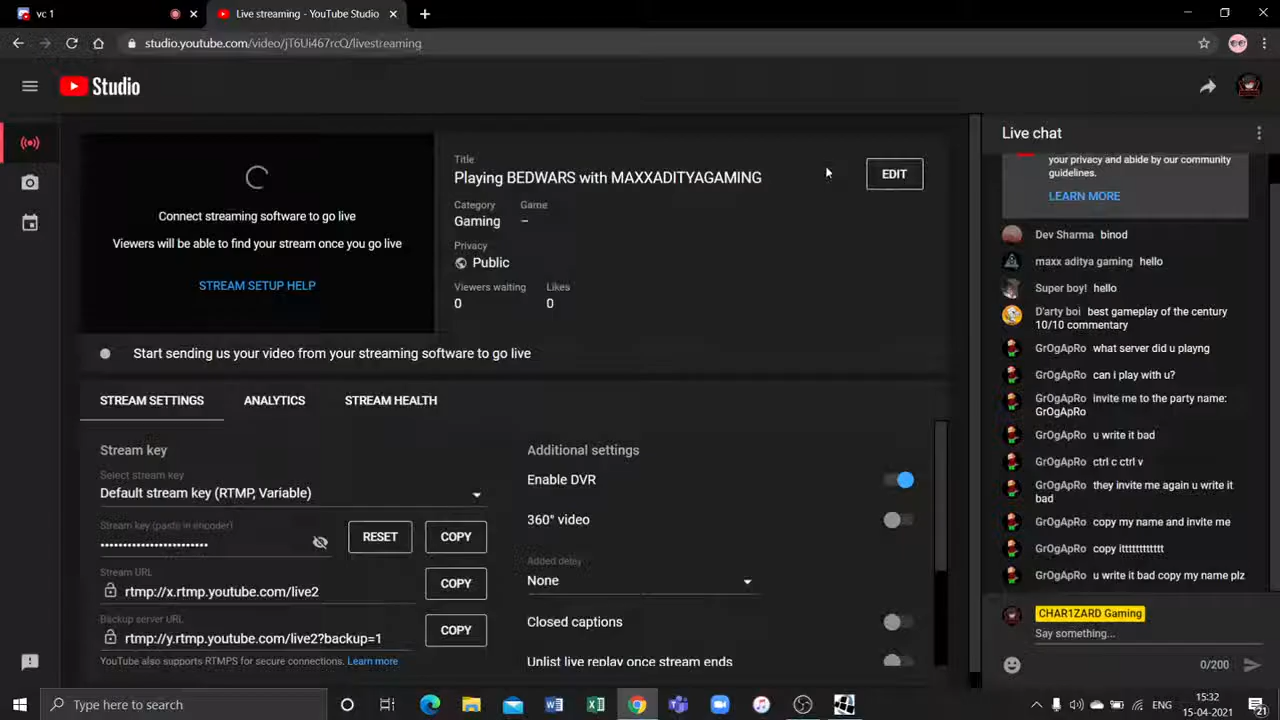 vc 1
Live streaming - YouTube Studio
studio.youtube.com/video/jT6Ui467rcQ/livestreaming
Studio
Connect streaming software to go live
Viewers will be able to find your stream once you go live
STREAM SETUP HELP
Title
Playing BEDWARS with MAXXADITYAGAMING
EDIT
Category Game
Gaming –
Privacy
Public
Viewers waiting Likes
0 0
Start sending us your video from your streaming software to go live
STREAM SETTINGS ANALYTICS STREAM HEALTH
Stream key
Select stream key
Default stream key (RTMP, Variable)
Stream key (paste in encoder)
••••••••••••••••••••••••
RESET COPY
Stream URL
rtmp://x.rtmp.youtube.com/live2
COPY
Backup server URL
rtmp://y.rtmp.youtube.com/live2?backup=1
COPY
YouTube also supports RTMPS for secure connections. Learn more
Additional settings
Enable DVR
360° video
Added delay
None
Closed captions
Unlist live replay once stream ends
Live chat
your privacy and abide by our community
guidelines.
LEARN MORE
Dev Sharma binod
maxx aditya gaming hello
Super boy! hello
D'arty boi best gameplay of the century
10/10 commentary
GrOgApRo what server did u playng
GrOgApRo can i play with u?
GrOgApRo invite me to the party name:
GrOgApRo
GrOgApRo u write it bad
GrOgApRo ctrl c ctrl v
GrOgApRo they invite me again u write it
bad
GrOgApRo copy my name and invite me
GrOgApRo copy itttttttttttt
GrOgApRo u write it bad copy my name plz
CHAR1ZARD Gaming
Say something...
0/200
Type here to search
ENG
15:32
15-04-2021
21